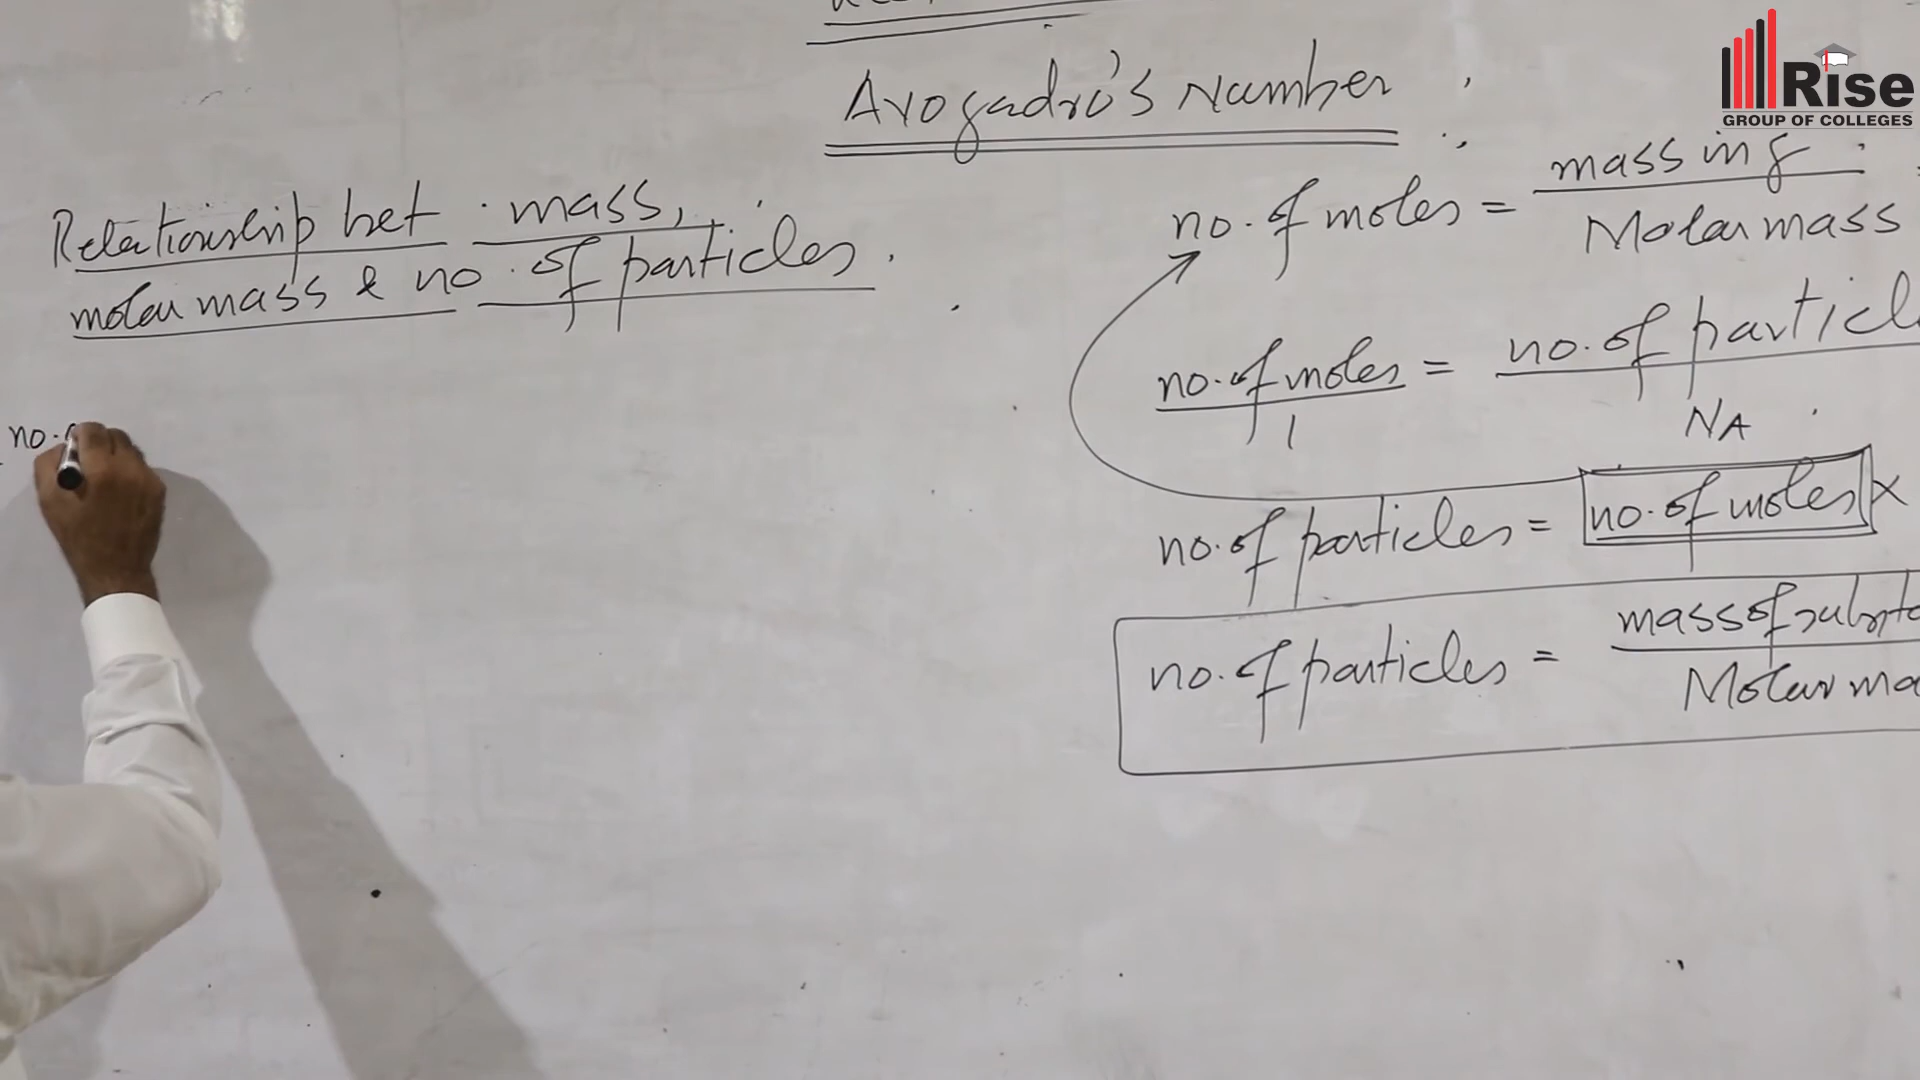 Avogadro's Number
Rise
GROUP OF COLLEGES
Relationship bet. mass,
molar mass & no. of particles.
no. of moles = mass in g
Molar mass
no. of moles = no. of particl
1 NA
no. of particles = no. of moles ×
no. of particles = mass of substa
Molar ma
no.